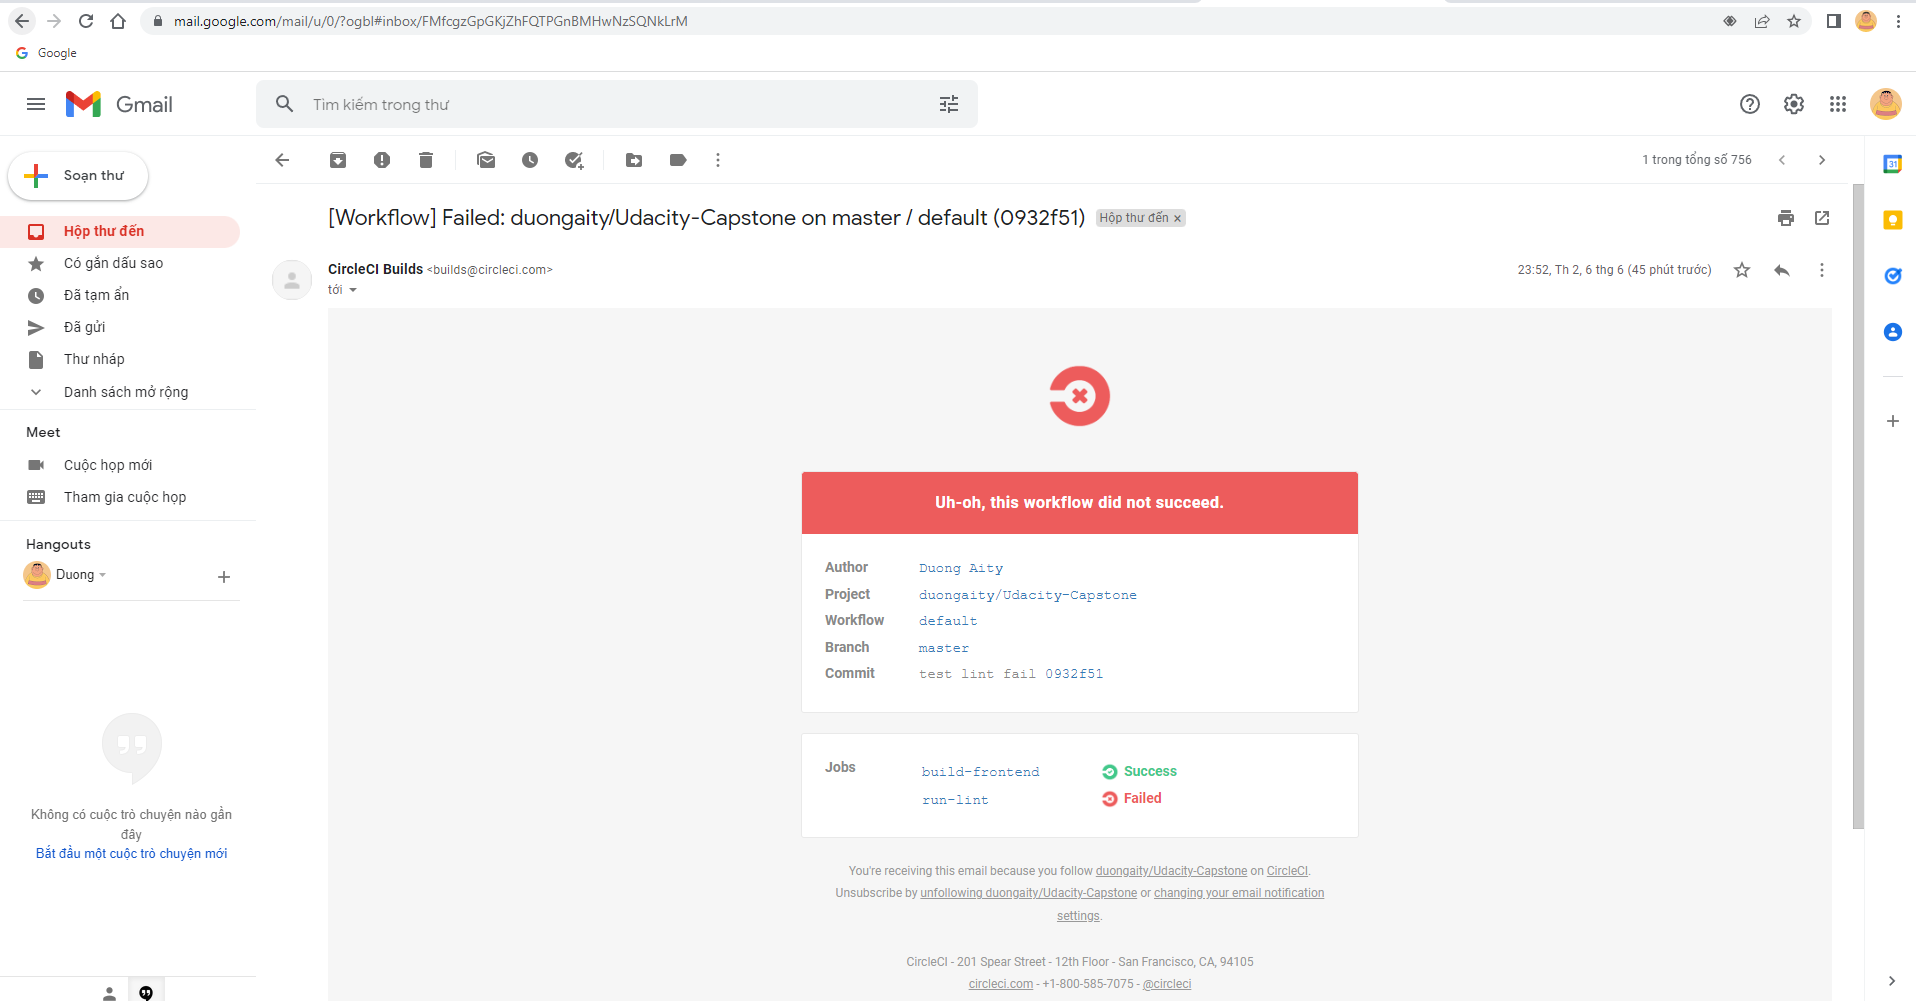 mail.google.com/mail/u/0/?ogbl#inbox/FMfcgzGpGKjZhFQTPGnBMHwNzSQNkLrM
Google
Gmail
Tìm kiếm trong thư
Soạn thư
1 trong tổng số 756
Hộp thư đến
Có gắn dấu sao
Đã tạm ẩn
Đã gửi
Thư nháp
Danh sách mở rộng
Meet
Cuộc họp mới
Tham gia cuộc họp
Hangouts
Duong
Không có cuộc trò chuyện nào gần
đây
Bắt đầu một cuộc trò chuyện mới
[Workflow] Failed: duongaity/Udacity-Capstone on master / default (0932f51) Hộp thư đến ×
CircleCI Builds <builds@circleci.com>
23:52, Th 2, 6 thg 6 (45 phút trước)
tới
Uh-oh, this workflow did not succeed.
Author Duong Aity
Project duongaity/Udacity-Capstone
Workflow default
Branch master
Commit test lint fail 0932f51
Jobs build-frontend Success
run-lint Failed
You're receiving this email because you follow duongaity/Udacity-Capstone on CircleCI.
Unsubscribe by unfollowing duongaity/Udacity-Capstone or changing your email notification
settings.
CircleCI - 201 Spear Street - 12th Floor - San Francisco, CA, 94105
circleci.com - +1-800-585-7075 - @circleci
31